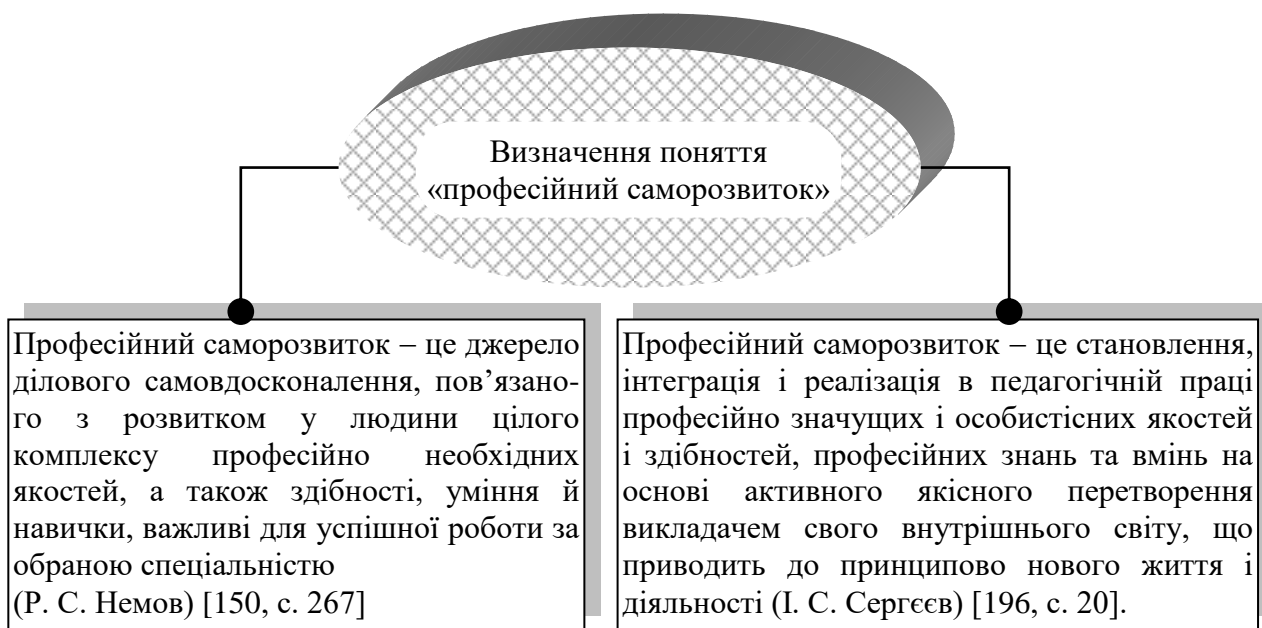 Визначення поняття
«професійний саморозвиток»
Професійний саморозвиток – це джерело
ділового самовдосконалення, пов’язано-
го з розвитком у людини цілого
комплексу професійно необхідних
якостей, а також здібності, уміння й
навички, важливі для успішної роботи за
обраною спеціальністю
(Р. С. Немов) [150, с. 267]
Професійний саморозвиток – це становлення,
інтеграція і реалізація в педагогічній праці
професійно значущих і особистісних якостей
і здібностей, професійних знань та вмінь на
основі активного якісного перетворення
викладачем свого внутрішнього світу, що
приводить до принципово нового життя і
діяльності (І. С. Сергєєв) [196, с. 20].